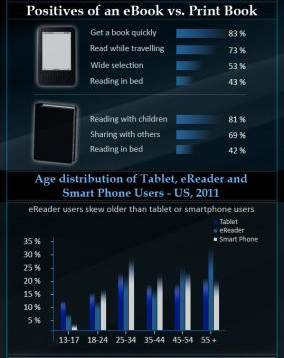 Positives of an eBook vs. Print Book
Get a book quickly 83 %
Read while travelling 73 %
Wide selection 53 %
Reading in bed 43 %
Reading with children 81 %
Sharing with others 69 %
Reading in bed 42 %
Age distribution of Tablet, eReader and
Smart Phone Users - US, 2011
eReader users skew older than tablet or smartphone users
Tablet
eReader
Smart Phone
35 %
30 %
25 %
20 %
15 %
10 %
5 %
13-17 18-24 25-34 35-44 45-54 55 +